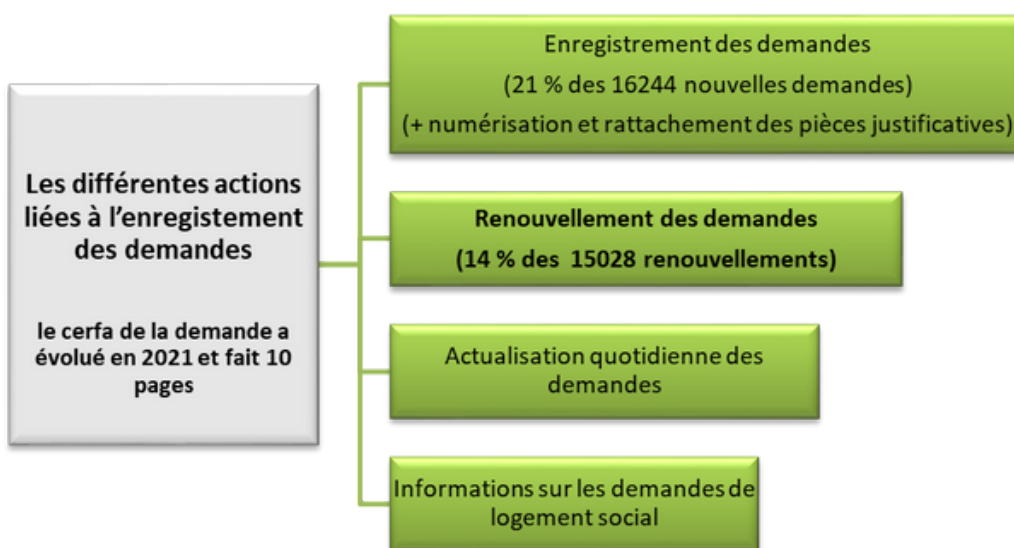 Les différentes actions
liées à l'enregistement
des demandes
le cerfa de la demande a
évolué en 2021 et fait 10
pages
Enregistrement des demandes
(21 % des 16244 nouvelles demandes)
(+ numérisation et rattachement des pièces justificatives)
Renouvellement des demandes
(14 % des 15028 renouvellements)
Actualisation quotidienne des
demandes
Informations sur les demandes de
logement social